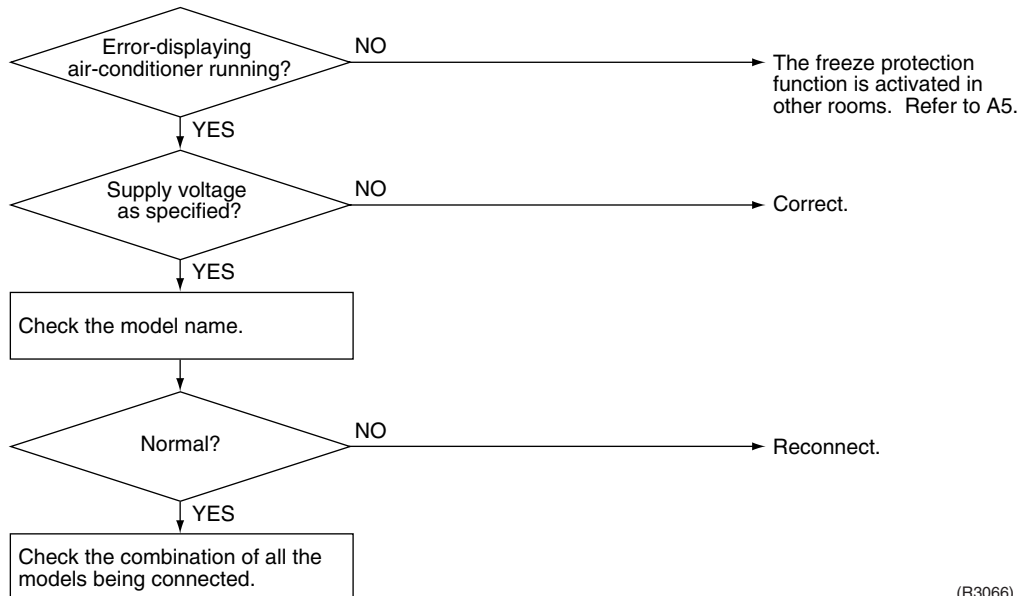 Error-displaying
air-conditioner running?
NO
The freeze protection
function is activated in
other rooms.  Refer to A5.
YES
Supply voltage
as specified?
NO
Correct.
YES
Check the model name.
Normal?
NO
Reconnect.
YES
Check the combination of all the
models being connected.
(R3066)